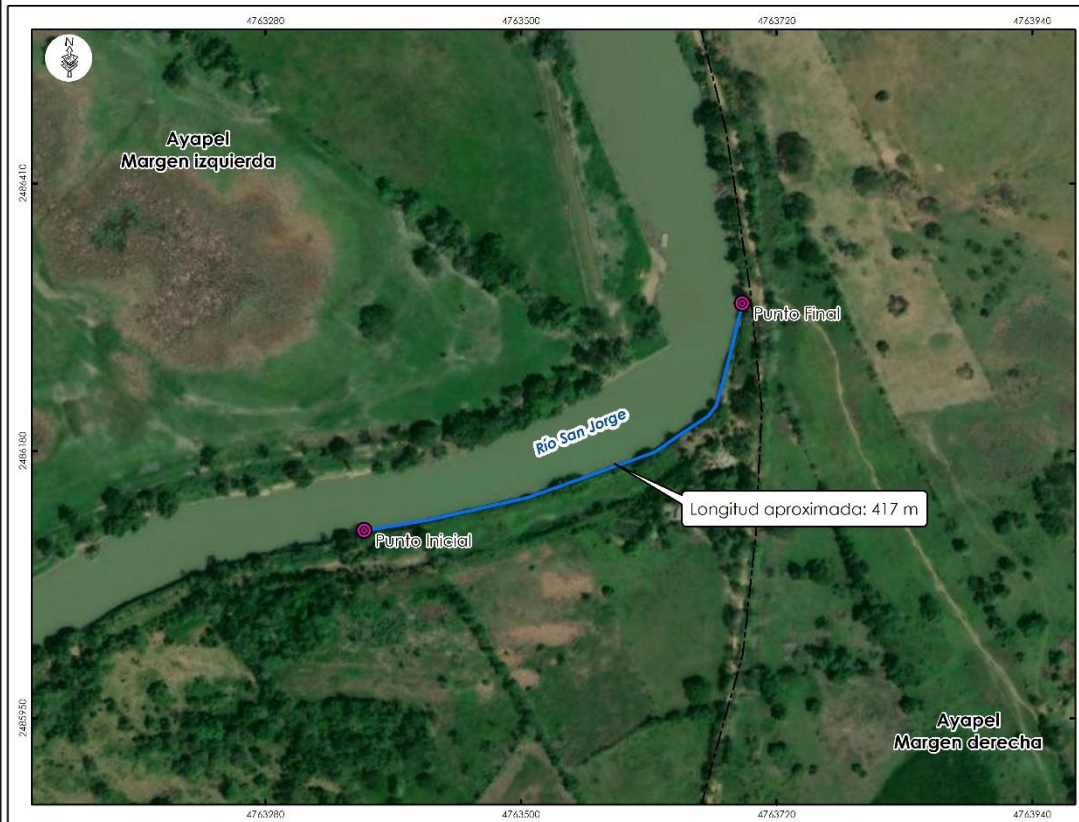 4763280 4763500 4763720 4763940
N
Ayapel
Margen izquierda
2486410
Punto Final
Río San Jorge
2486180
Longitud aproximada: 417 m
Punto Inicial
2485950
Ayapel
Margen derecha
4763280 4763500 4763720 4763940